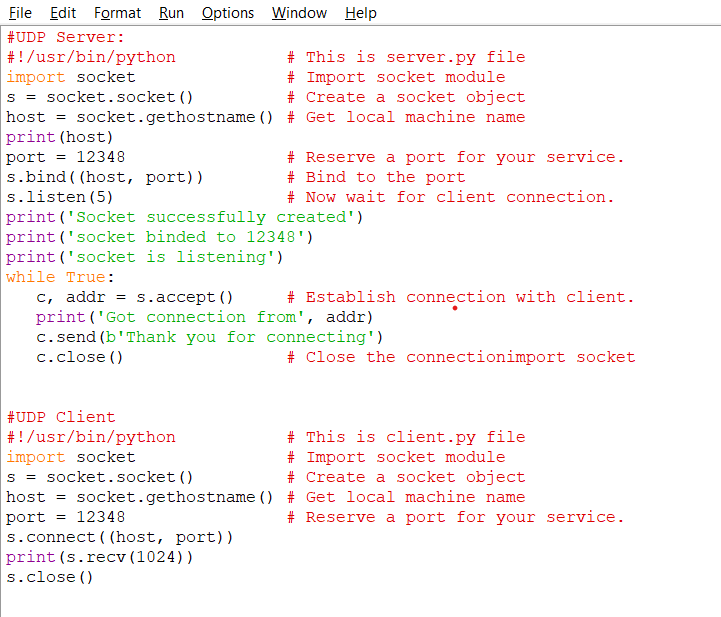 File Edit Format Run Options Window Help
#UDP Server:
#!/usr/bin/python # This is server.py file
import socket # Import socket module
s = socket.socket() # Create a socket object
host = socket.gethostname() # Get local machine name
print(host)
port = 12348 # Reserve a port for your service.
s.bind((host, port)) # Bind to the port
s.listen(5) # Now wait for client connection.
print('Socket successfully created')
print('socket binded to 12348')
print('socket is listening')
while True:
   c, addr = s.accept() # Establish connection with client.
   print('Got connection from', addr)
   c.send(b'Thank you for connecting')
   c.close() # Close the connectionimport socket
#UDP Client
#!/usr/bin/python # This is client.py file
import socket # Import socket module
s = socket.socket() # Create a socket object
host = socket.gethostname() # Get local machine name
port = 12348 # Reserve a port for your service.
s.connect((host, port))
print(s.recv(1024))
s.close()